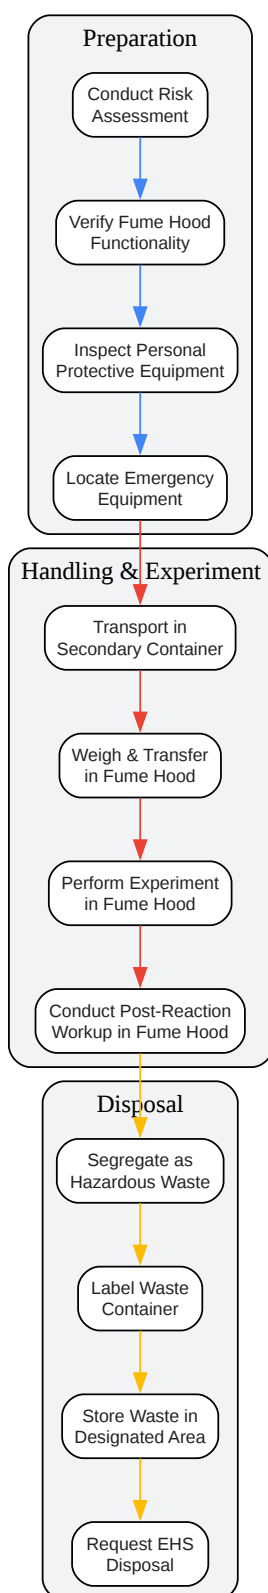 Preparation
Conduct Risk
Assessment
Verify Fume Hood
Functionality
Inspect Personal
Protective Equipment
Locate Emergency
Equipment
Handling & Experiment
Transport in
Secondary Container
Weigh & Transfer
in Fume Hood
Perform Experiment
in Fume Hood
Conduct Post-Reaction
Workup in Fume Hood
Disposal
Segregate as
Hazardous Waste
Label Waste
Container
Store Waste in
Designated Area
Request EHS
Disposal